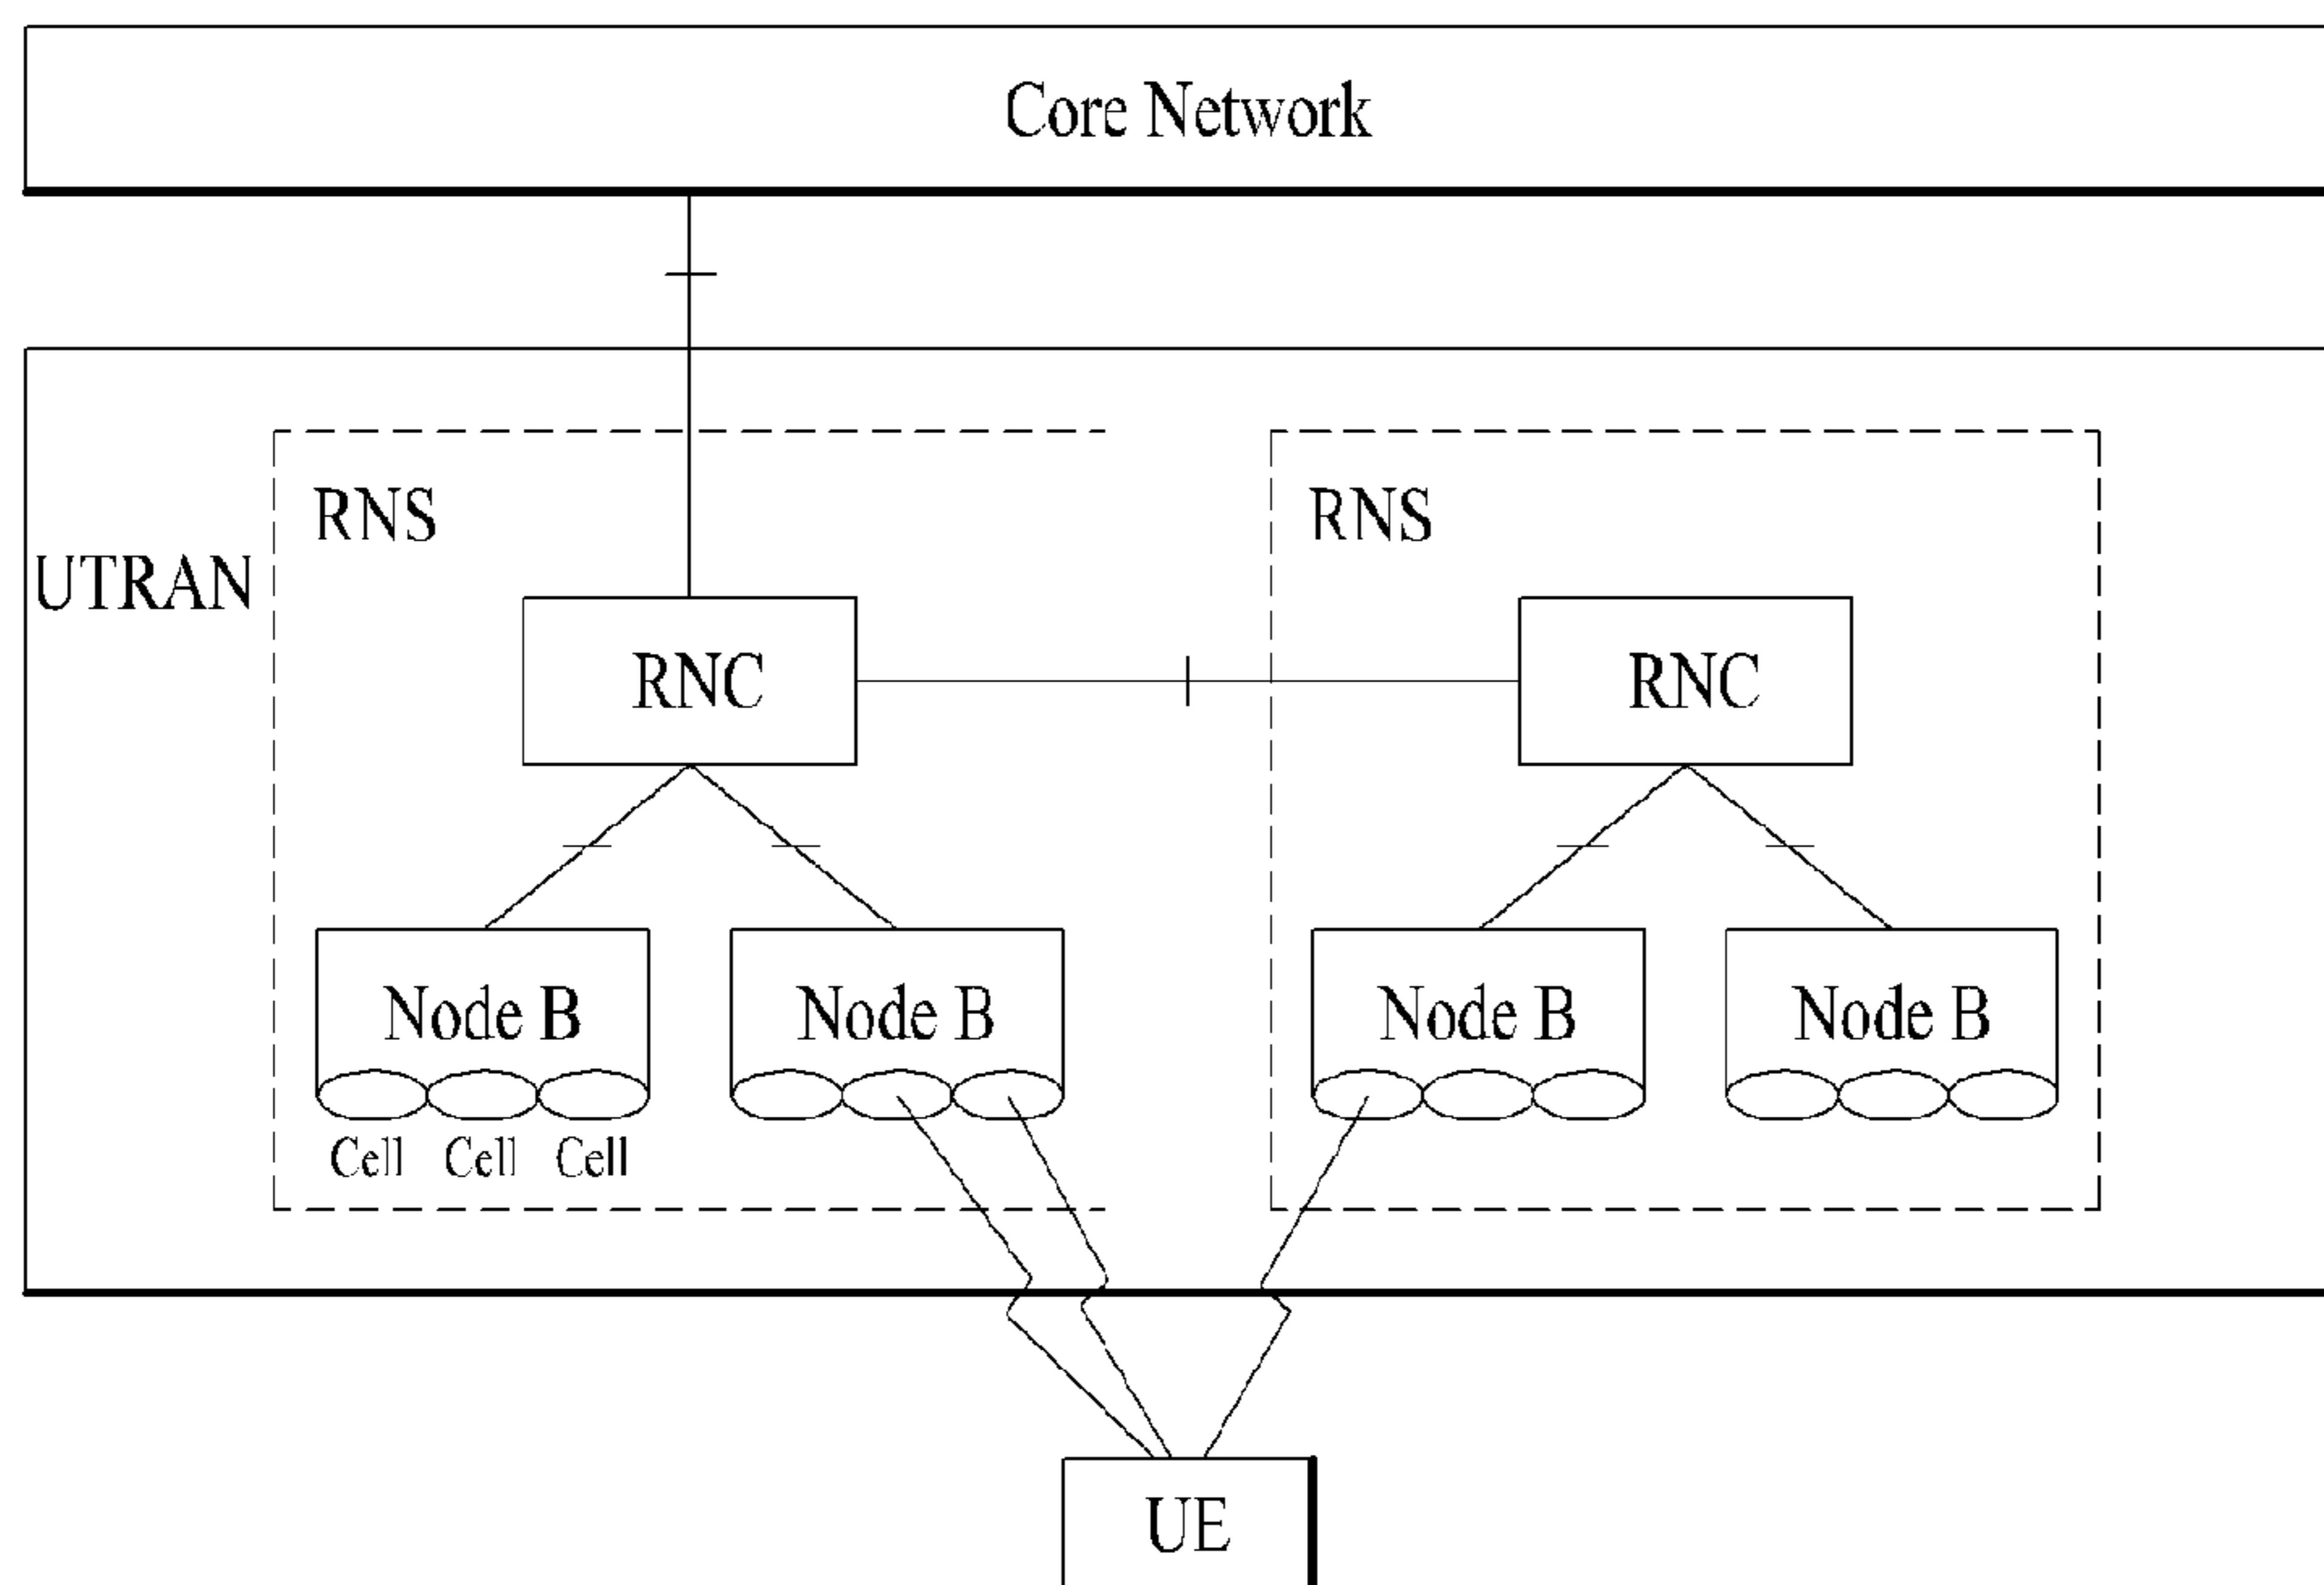 Core Network
RNS
RNS
UTRAN
RNC
RNC
Node B
Node B
Node B
Node B
Cell Cell Cell
UE